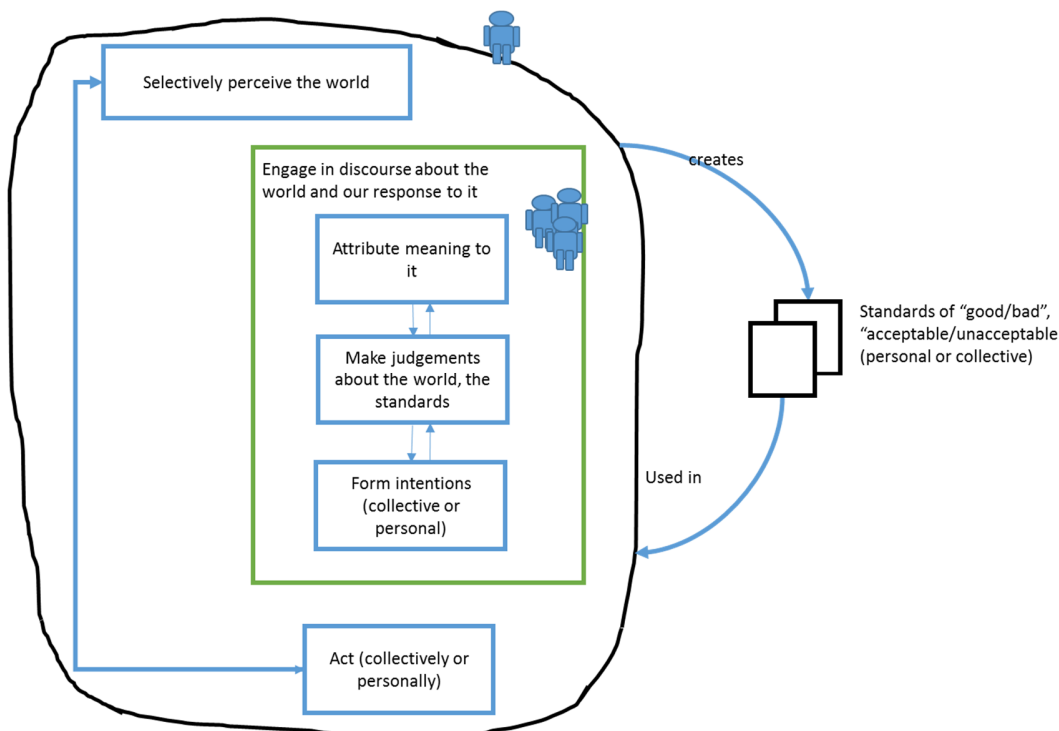 Selectively perceive the world
Engage in discourse about the
world and our response to it
creates
Attribute meaning to
it
Standards of “good/bad”,
“acceptable/unacceptable
(personal or collective)
Make judgements
about the world, the
standards
Used in
Form intentions
(collective or
personal)
Act (collectively or
personally)